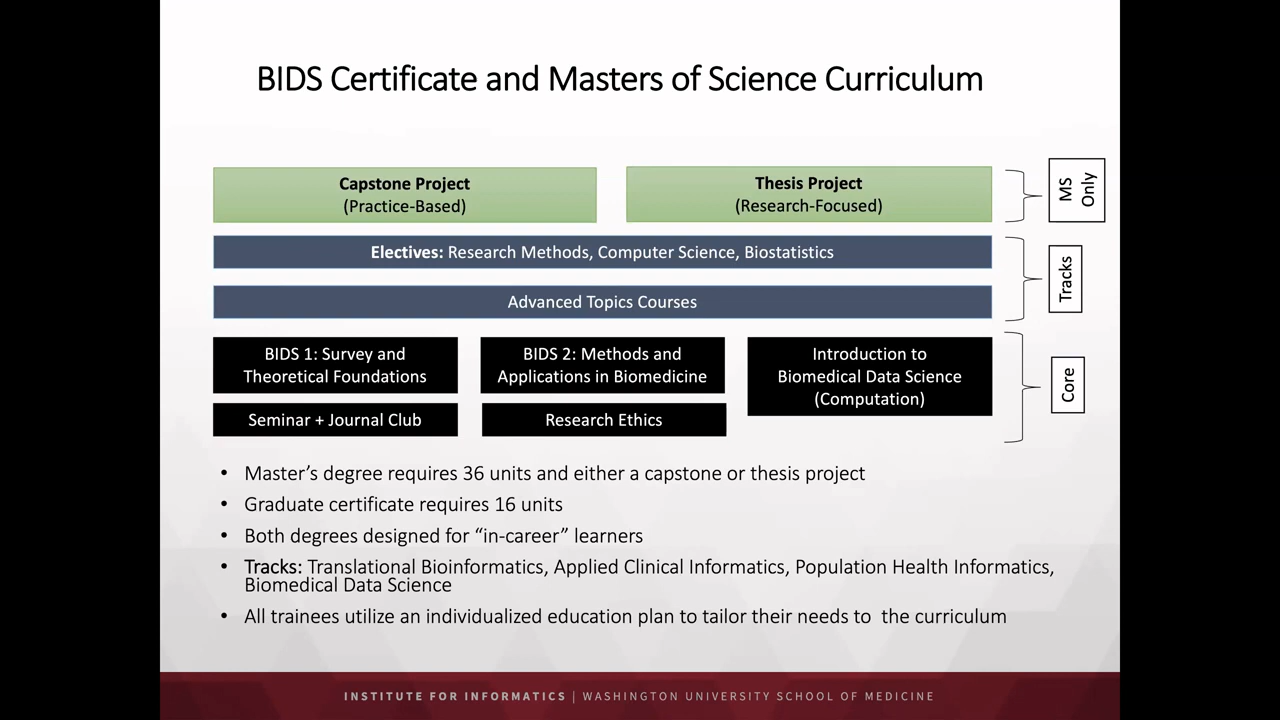 BIDS Certificate and Masters of Science Curriculum
Capstone Project
(Practice-Based)
Thesis Project
(Research-Focused)
MS
Only
Electives: Research Methods, Computer Science, Biostatistics
Advanced Topics Courses
Tracks
BIDS 1: Survey and
Theoretical Foundations
BIDS 2: Methods and
Applications in Biomedicine
Introduction to
Biomedical Data Science
(Computation)
Seminar + Journal Club
Research Ethics
Core
• Master’s degree requires 36 units and either a capstone or thesis project
• Graduate certificate requires 16 units
• Both degrees designed for “in-career” learners
• Tracks: Translational Bioinformatics, Applied Clinical Informatics, Population Health Informatics,
Biomedical Data Science
• All trainees utilize an individualized education plan to tailor their needs to  the curriculum
INSTITUTE FOR INFORMATICS | WASHINGTON UNIVERSITY SCHOOL OF MEDICINE